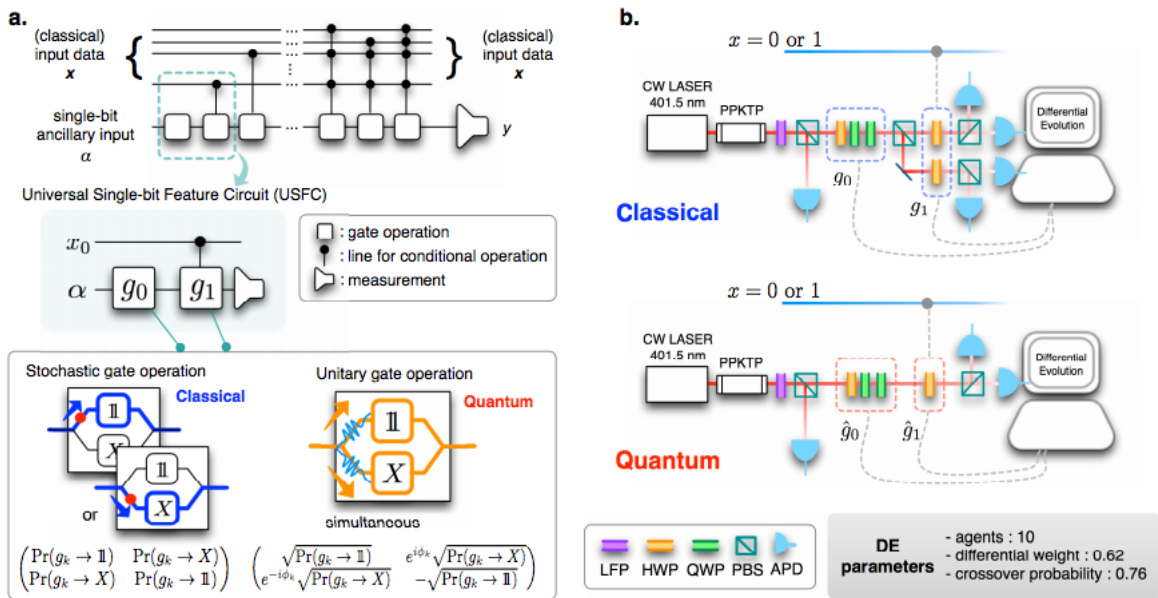 a.
(classical)
input data
x
{
...
...
⋮
}
(classical)
input data
x
single-bit
ancillary input
α
...
y
Universal Single-bit Feature Circuit (USFC)
x₀
α
g₀
g₁
: gate operation
: line for conditional operation
: measurement
Stochastic gate operation
Classical
𝟙
X
𝟙
X
or
Unitary gate operation
Quantum
𝟙
X
simultaneous
(Pr(gₖ → 𝟙) Pr(gₖ → X)
Pr(gₖ → X) Pr(gₖ → 𝟙))
(√Pr(gₖ → 𝟙) e^{iϕₖ}√Pr(gₖ → X)
e^{-iϕₖ}√Pr(gₖ → X) -√Pr(gₖ → 𝟙))
b.
x = 0 or 1
CW LASER
401.5 nm
PPKTP
g₀
g₁
Differential
Evolution
Classical
x = 0 or 1
CW LASER
401.5 nm
PPKTP
ĝ₀
ĝ₁
Differential
Evolution
Quantum
LFP HWP QWP PBS APD
DE
parameters
- agents : 10
- differential weight : 0.62
- crossover probability : 0.76